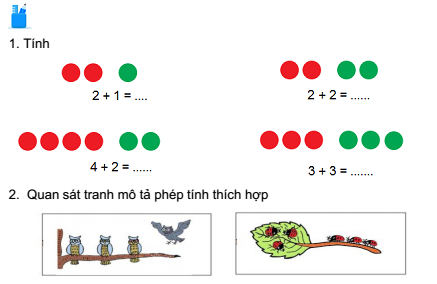 1. Tính
2 + 1 = ....
2 + 2 = ......
4 + 2 = ......
3 + 3 = .......
2. Quan sát tranh mô tả phép tính thích hợp